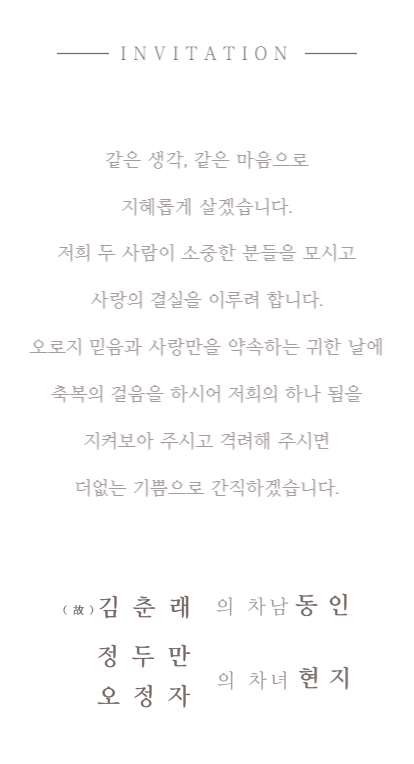 INVITATION
같은 생각, 같은 마음으로
지혜롭게 살겠습니다.
저희 두 사람이 소중한 분들을 모시고
사랑의 결실을 이루려 합니다.
오로지 믿음과 사랑만을 약속하는 귀한 날에
축복의 걸음을 하시어 저희의 하나 됨을
지켜보아 주시고 격려해 주시면
더없는 기쁨으로 간직하겠습니다.
(故) 김 춘 래 의 차남 동 인
정 두 만
오 정 자 의 차녀 현 지